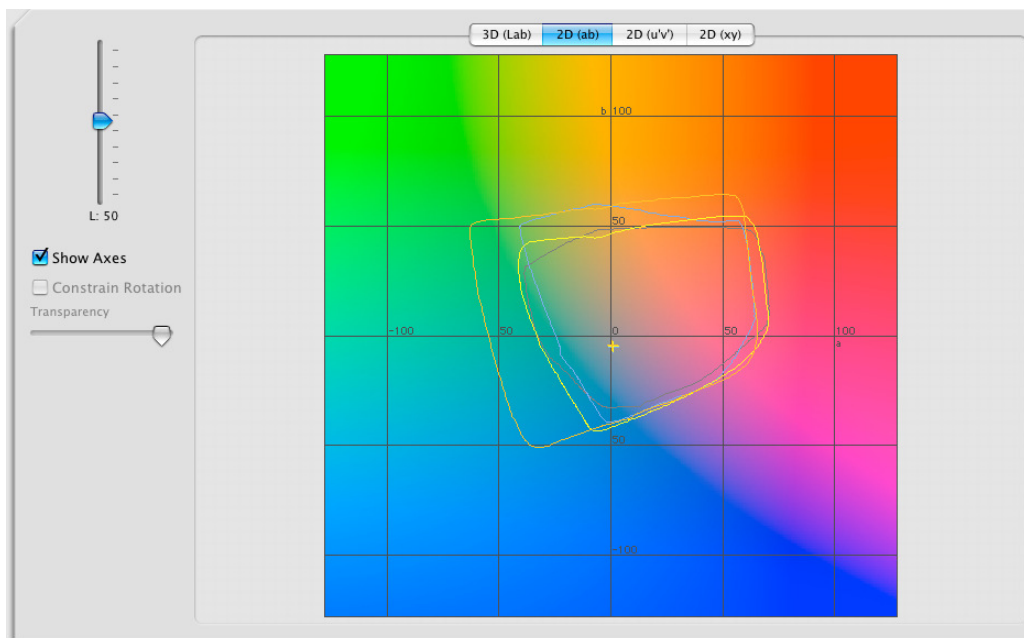 3D (Lab) 2D (ab) 2D (u'v') 2D (xy)
b 100
L: 50
50
Show Axes
Constrain Rotation
Transparency
-100 50 0 50 100
a
50
-100